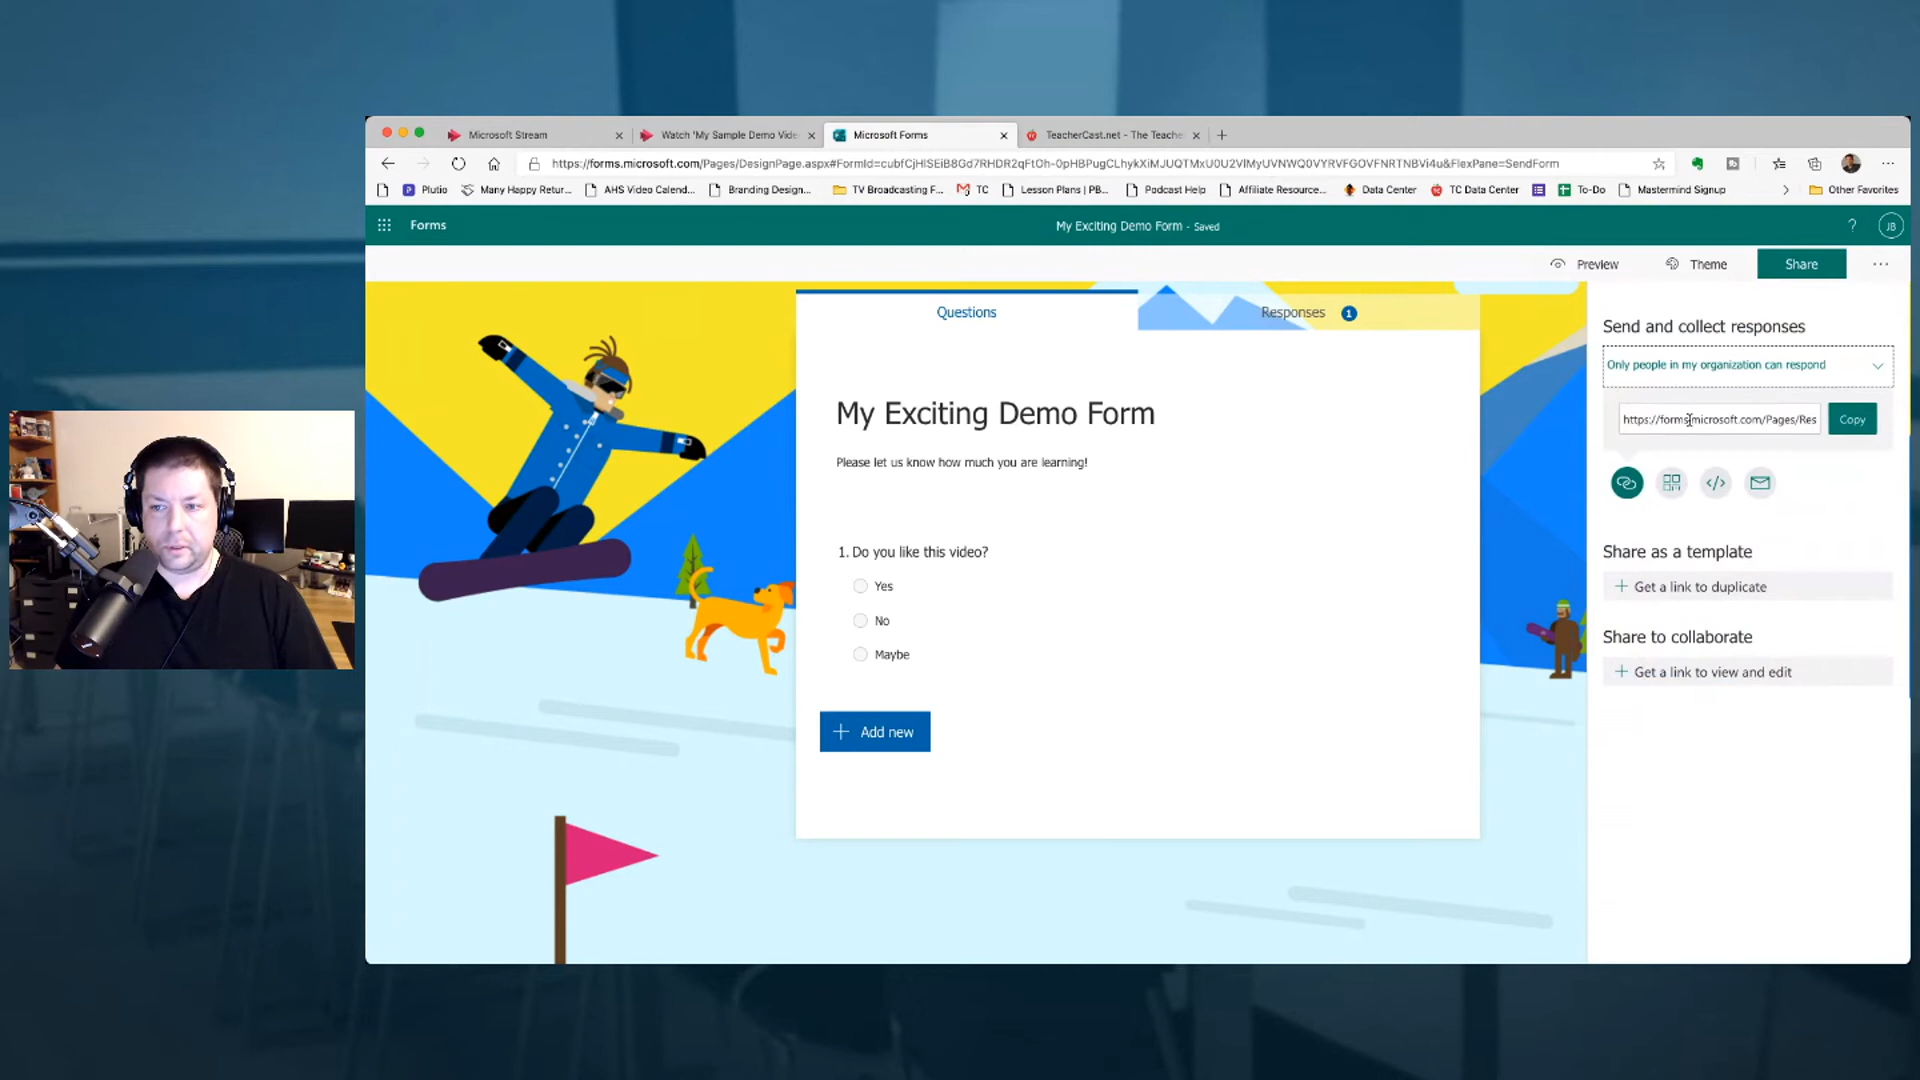 Microsoft Stream
Watch 'My Sample Demo Vide
Microsoft Forms
TeacherCast.net - The Teache
https://forms.microsoft.com/Pages/DesignPage.aspx#FormId=cubfCjHlSEiB8Gd7RHDR2qFtOh-0pHBPugCLhykXiMJUQTMxU0U2VlMyUVNWQ0VYRVFGOVFNRTNBVi4u&FlexPane=SendForm
Plutio
Many Happy Retur...
AHS Video Calend...
Branding Design...
TV Broadcasting F...
TC
Lesson Plans | PB...
Podcast Help
Affiliate Resource...
Data Center
TC Data Center
To-Do
Mastermind Signup
Other Favorites
Forms
My Exciting Demo Form - Saved
?
JB
Preview
Theme
Share
Questions
Responses 1
My Exciting Demo Form
Please let us know how much you are learning!
1. Do you like this video?
Yes
No
Maybe
+ Add new
Send and collect responses
Only people in my organization can respond
https://forms.microsoft.com/Pages/Res
Copy
Share as a template
+ Get a link to duplicate
Share to collaborate
+ Get a link to view and edit